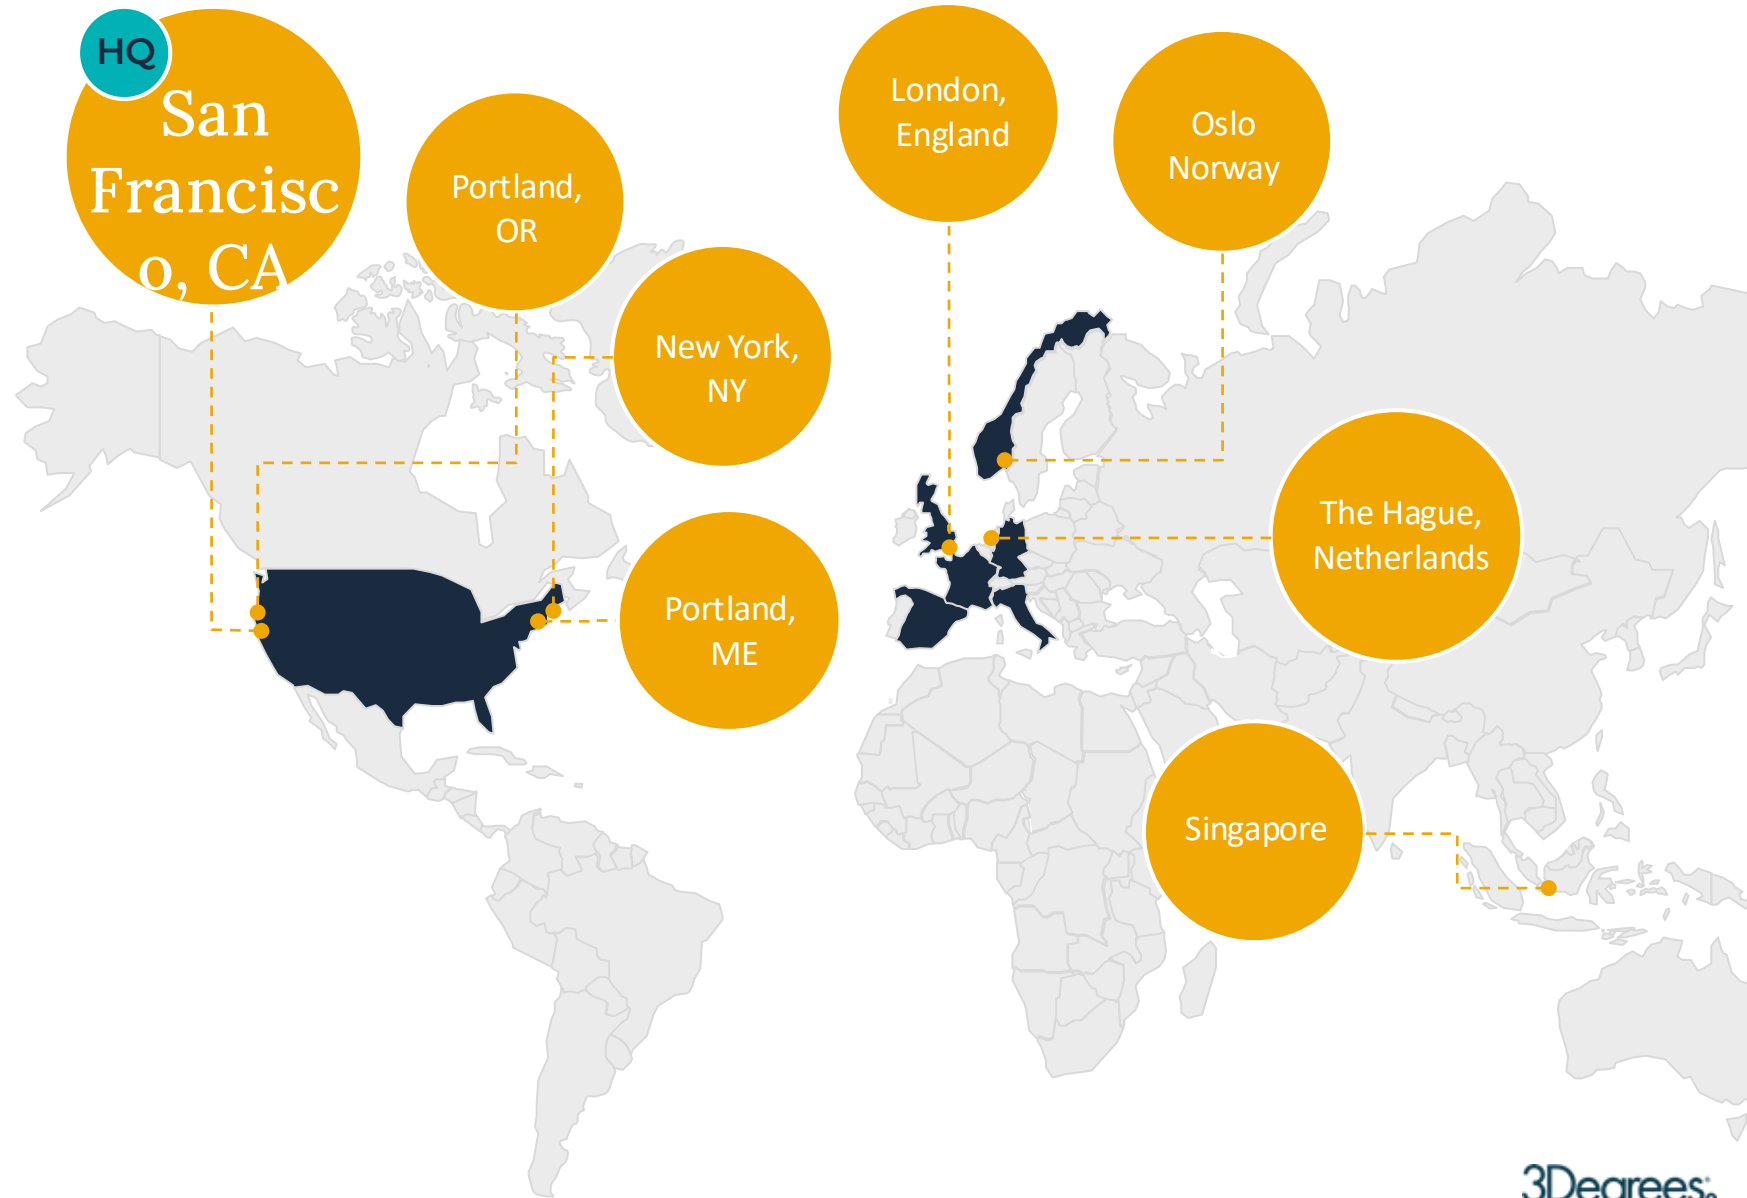 HQ
San
Francisc
o, CA
Portland,
OR
New York,
NY
Portland,
ME
London,
England
Oslo
Norway
The Hague,
Netherlands
Singapore
3Degrees